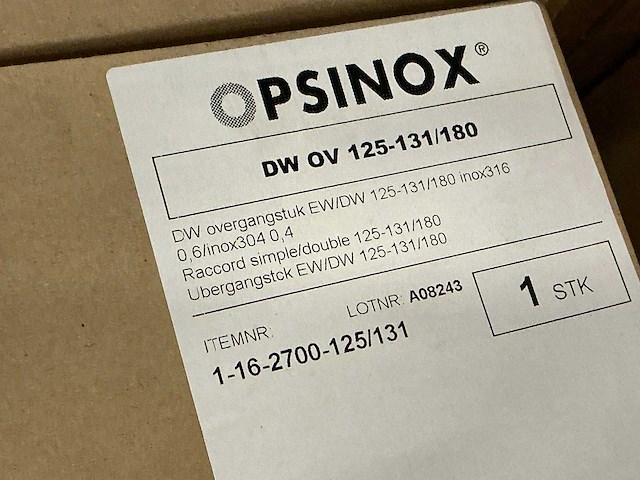 OPSINOX®
DW OV 125-131/180
DW overgangstuk EW/DW 125-131/180 inox316
0,6/inox304 0,4
Raccord simple/double 125-131/180
Ubergangstck EW/DW 125-131/180
ITEMNR: LOTNR: A08243
1-16-2700-125/131
1 STK